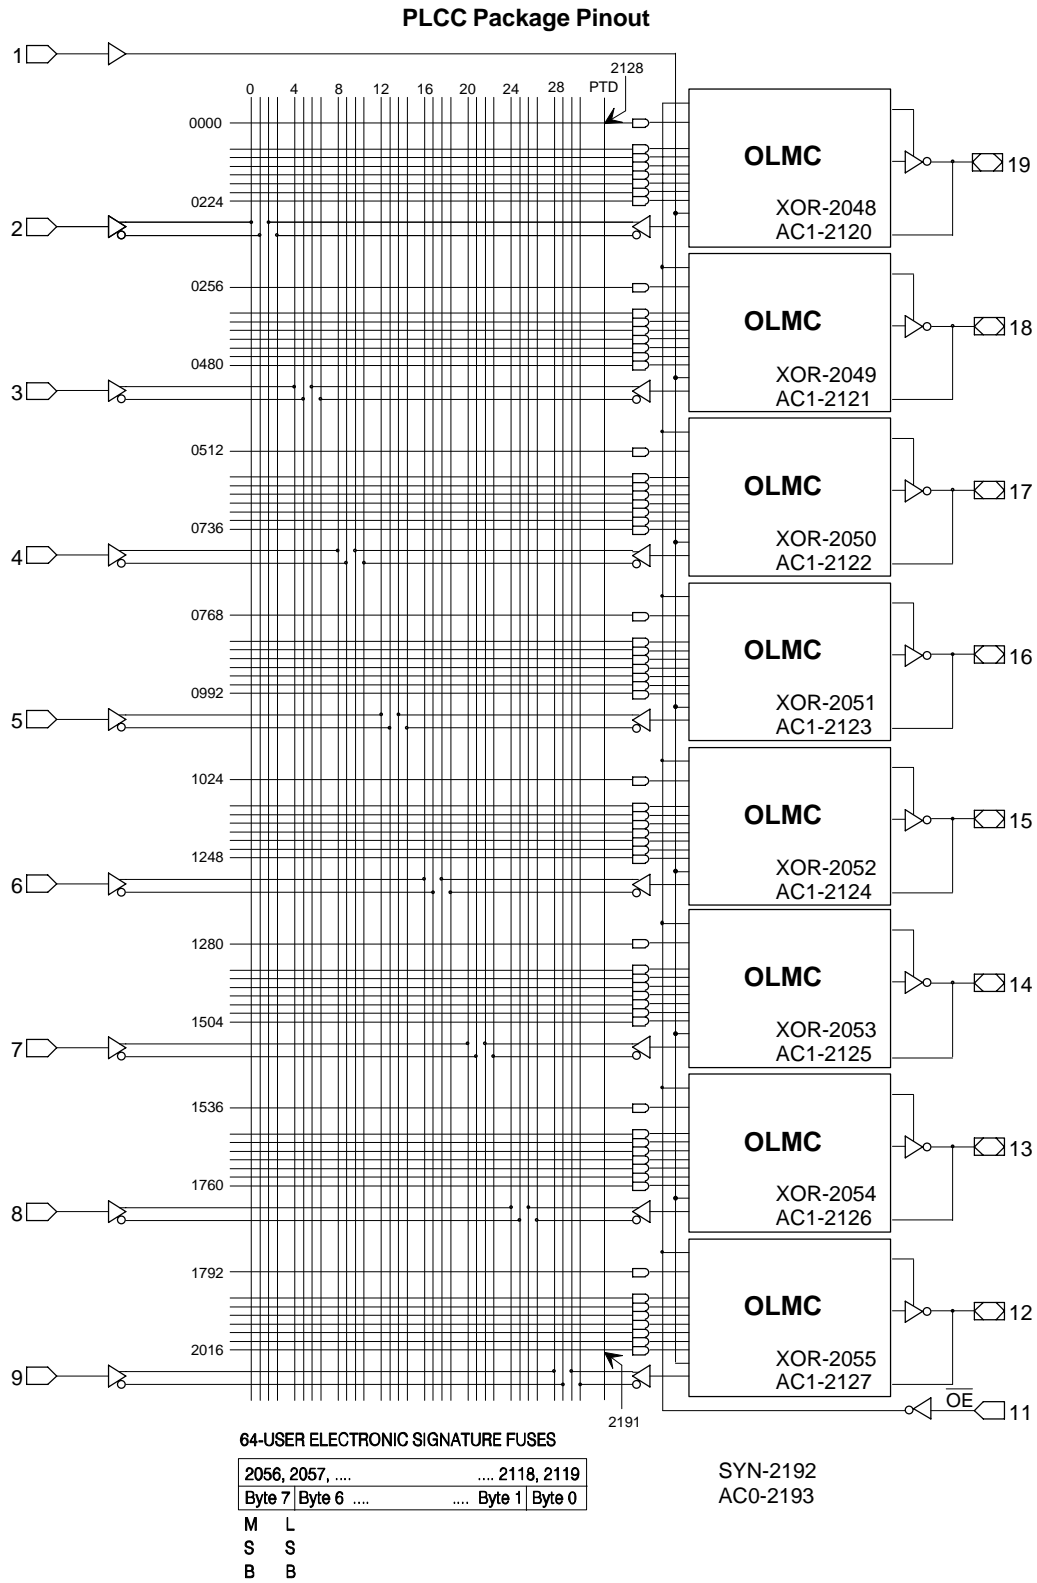 PLCC Package Pinout
1
2128
0 4 8 12 16 20 24 28 PTD
0000
OLMC
19
0224
XOR-2048
2
AC1-2120
0256
OLMC
18
0480
XOR-2049
3
AC1-2121
0512
OLMC
17
0736
XOR-2050
4
AC1-2122
0768
OLMC
16
0992
XOR-2051
5
AC1-2123
1024
OLMC
15
1248
XOR-2052
6
AC1-2124
1280
OLMC
14
1504
XOR-2053
7
AC1-2125
1536
OLMC
13
1760
XOR-2054
8
AC1-2126
1792
OLMC
12
2016
XOR-2055
9
AC1-2127
OE
11
2191
64-USER ELECTRONIC SIGNATURE FUSES
2056, 2057, .... .... 2118, 2119
Byte 7 Byte 6 .... .... Byte 1 Byte 0
M L
S S
B B
SYN-2192
AC0-2193